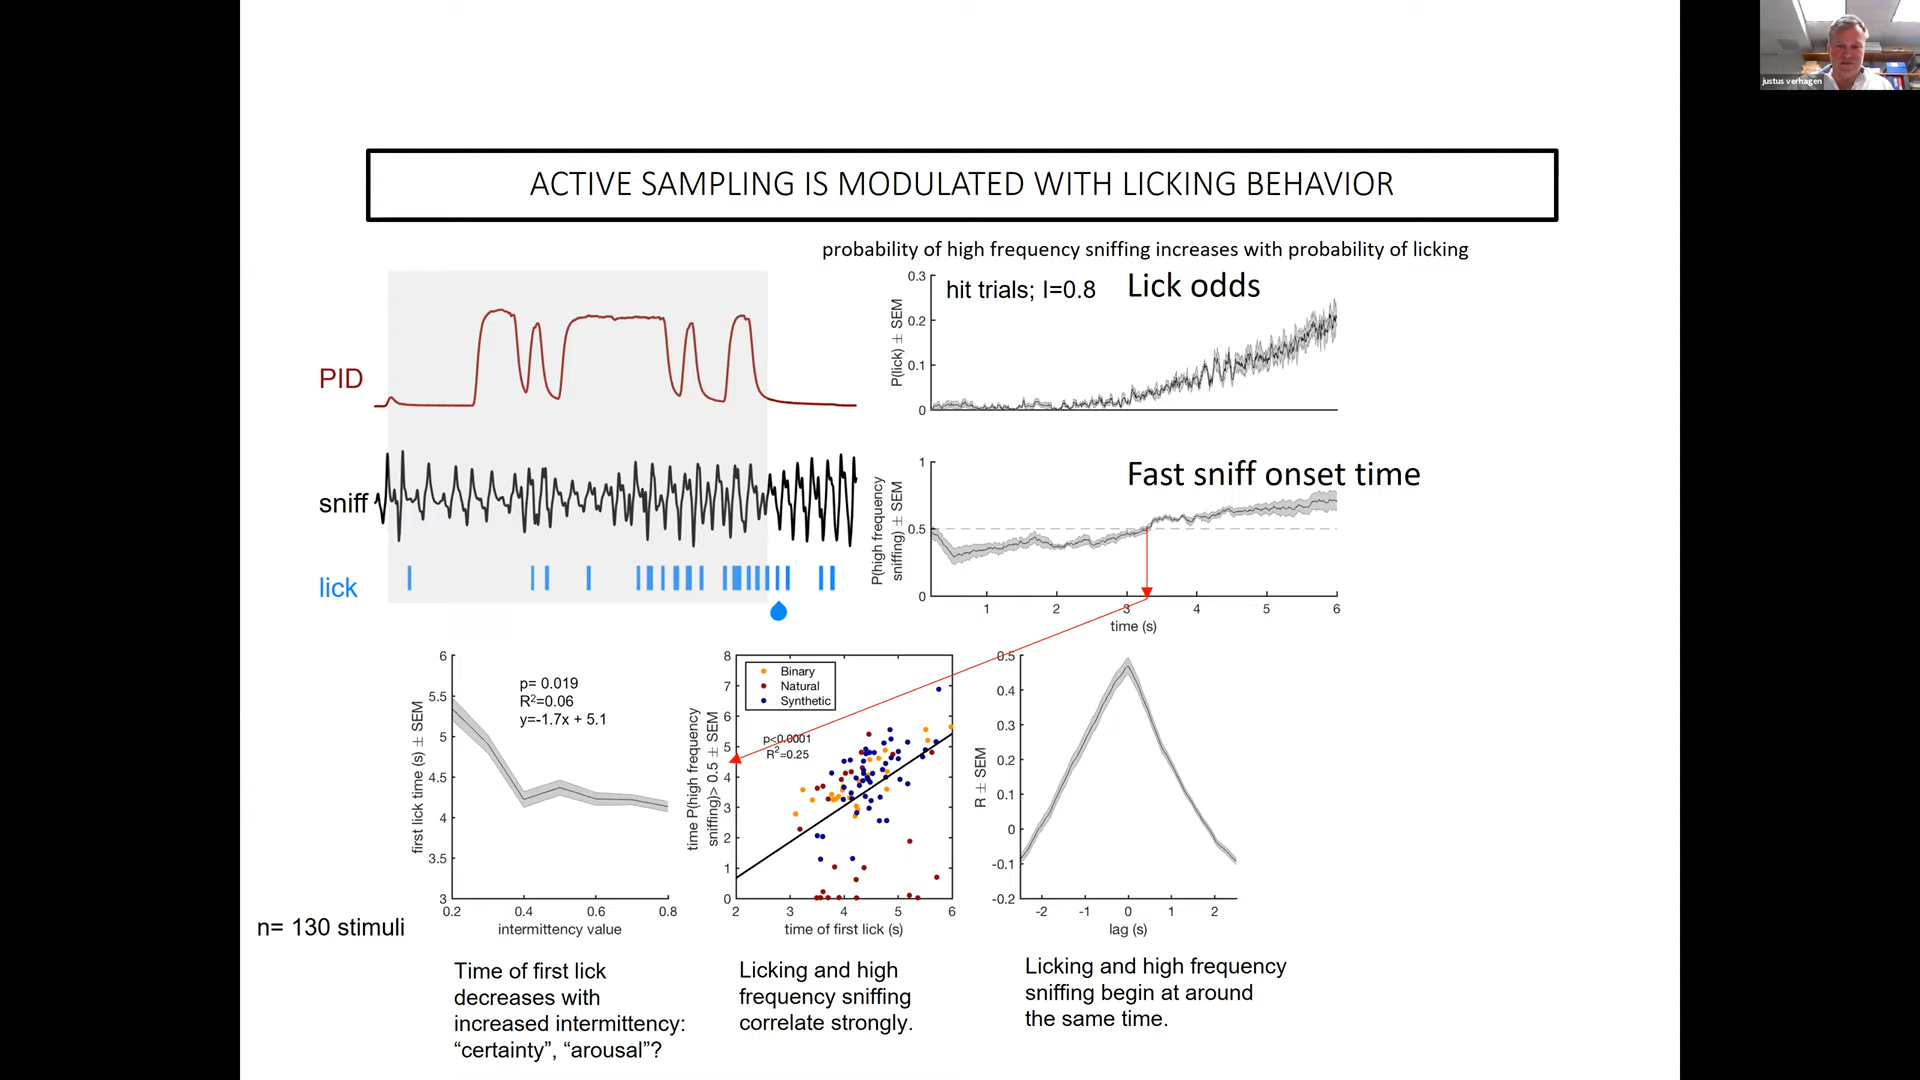 justus verhagen
ACTIVE SAMPLING IS MODULATED WITH LICKING BEHAVIOR
probability of high frequency sniffing increases with probability of licking
PID
sniff
lick
hit trials; I=0.8
Lick odds
P(lick) ± SEM
0.3
0.2
0.1
0
Fast sniff onset time
P(high frequency
sniffing) ± SEM
1
0.5
0
1 2 3 4 5 6
time (s)
first lick time (s) ± SEM
6
5.5
5
4.5
4
3.5
3
p= 0.019
R²=0.06
y=-1.7x + 5.1
0.2 0.4 0.6 0.8
intermittency value
time P(high frequency
sniffing)> 0.5 ± SEM
8
7
6
5
4
3
2
1
0
Binary
Natural
Synthetic
p<0.0001
R²=0.25
2 3 4 5 6
time of first lick (s)
R ± SEM
0.5
0.4
0.3
0.2
0.1
0
-0.1
-0.2
-2 -1 0 1 2
lag (s)
n= 130 stimuli
Time of first lick
decreases with
increased intermittency:
“certainty”, “arousal”?
Licking and high
frequency sniffing
correlate strongly.
Licking and high frequency
sniffing begin at around
the same time.